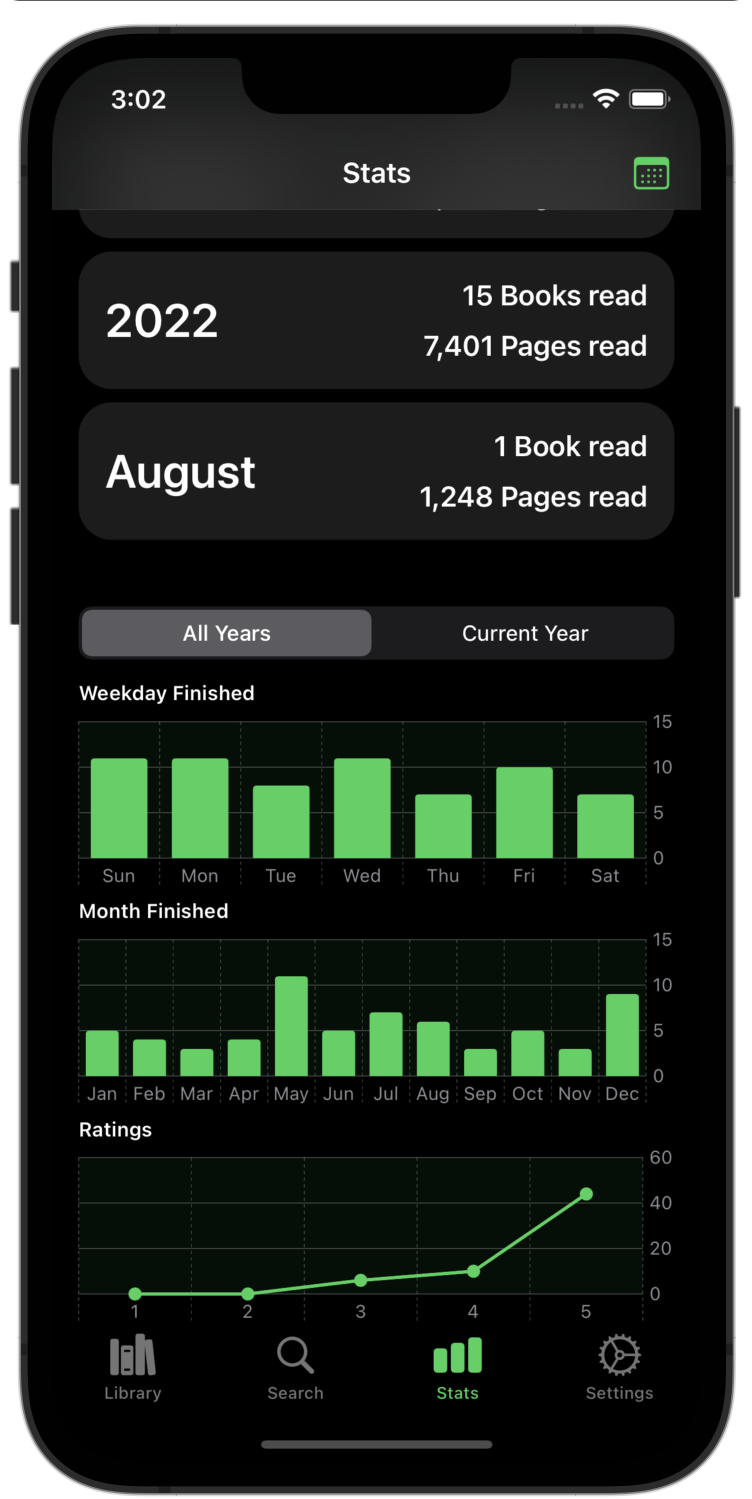 3:02
Stats
2022
15 Books read
7,401 Pages read
August
1 Book read
1,248 Pages read
All Years Current Year
Weekday Finished
15
10
5
0
Sun Mon Tue Wed Thu Fri Sat
Month Finished
15
10
5
0
Jan Feb Mar Apr May Jun Jul Aug Sep Oct Nov Dec
Ratings
60
40
20
0
1 2 3 4 5
Library Search Stats Settings